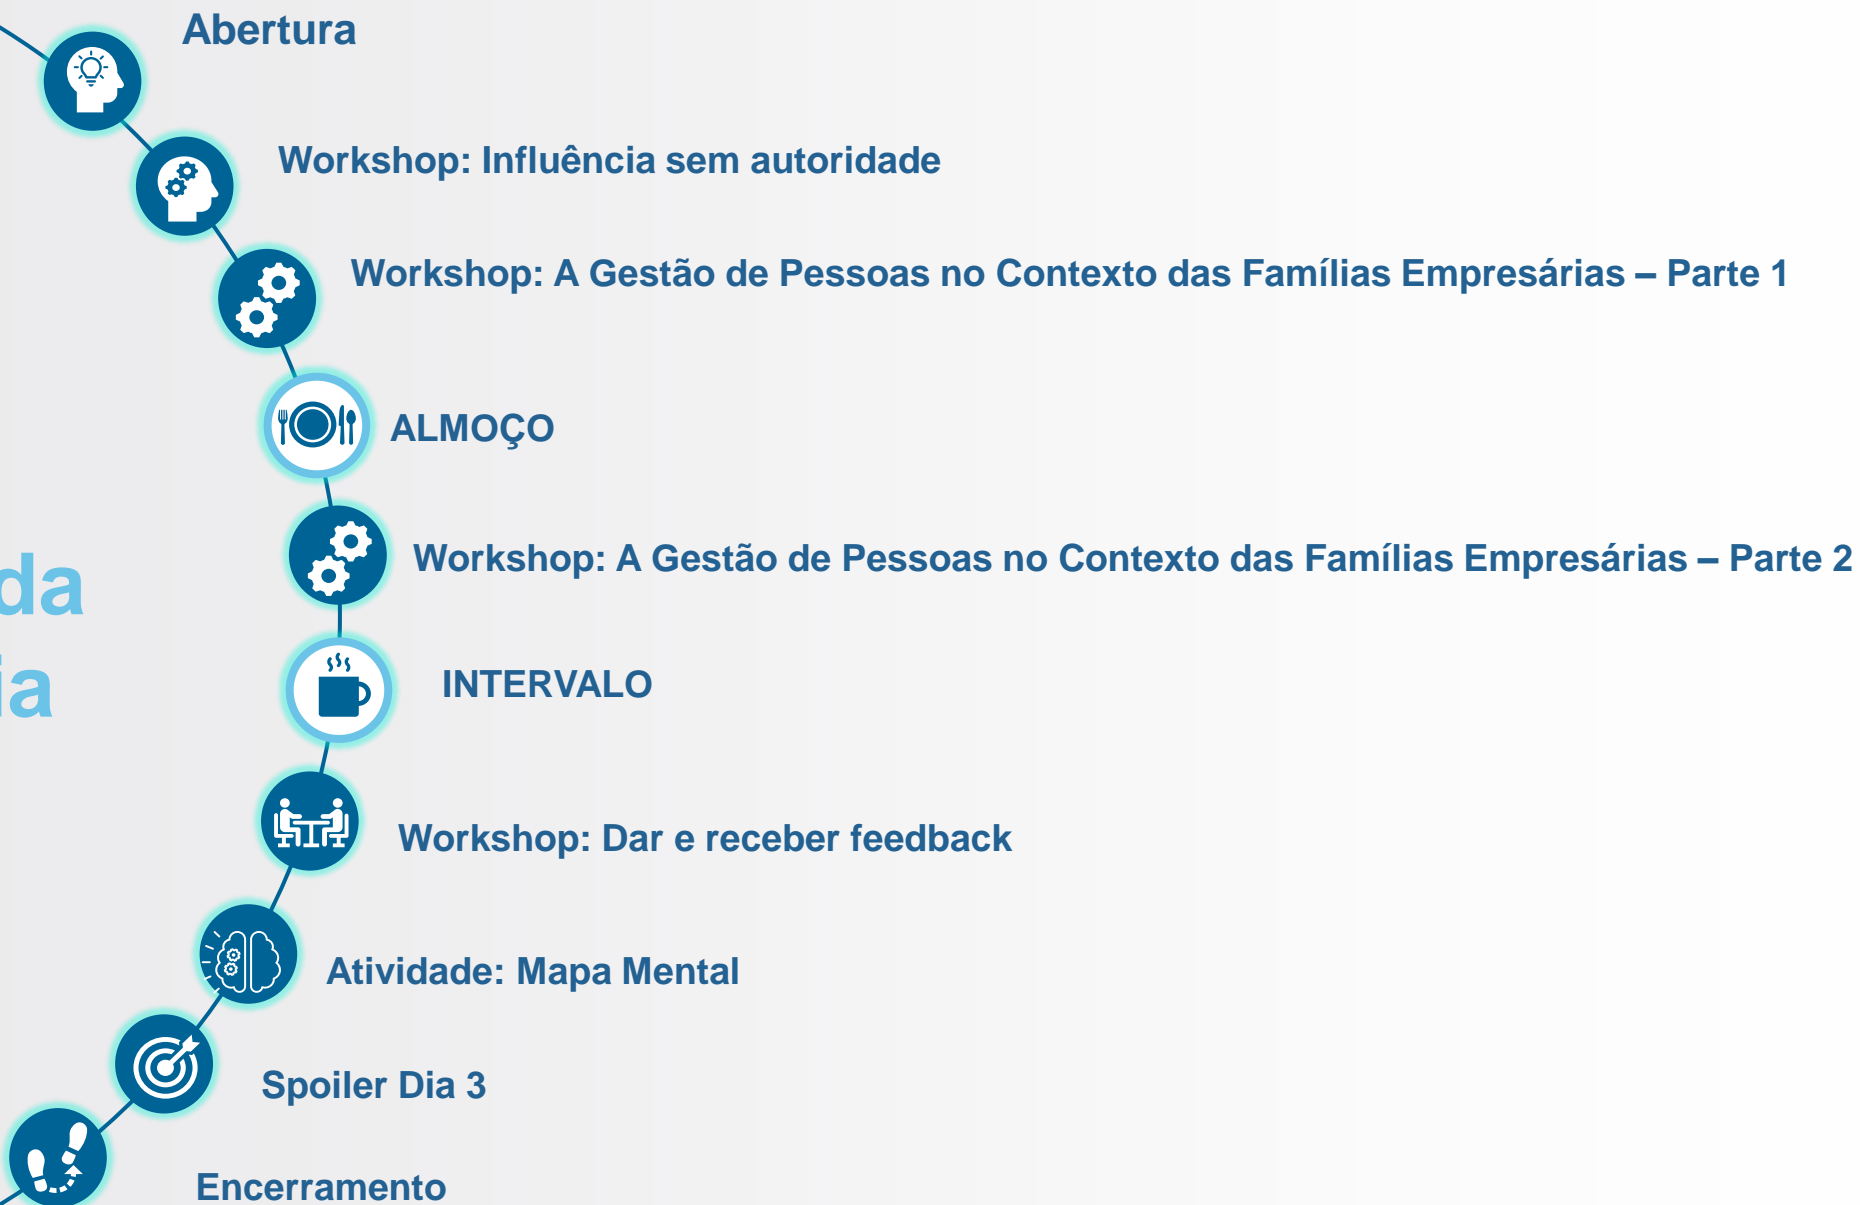 Abertura
Workshop: Influência sem autoridade
Workshop: A Gestão de Pessoas no Contexto das Famílias Empresárias – Parte 1
ALMOÇO
Workshop: A Gestão de Pessoas no Contexto das Famílias Empresárias – Parte 2
da
ia
INTERVALO
Workshop: Dar e receber feedback
Atividade: Mapa Mental
Spoiler Dia 3
Encerramento